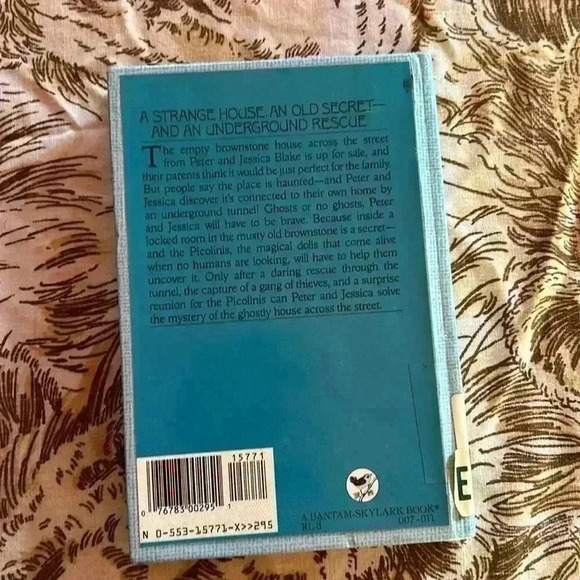 A STRANGE HOUSE, AN OLD SECRET—
AND AN UNDERGROUND RESCUE
The empty brownstone house across the street
from Peter and Jessica Blake is up for sale, and
their parents think it would be just perfect for the family.
But people say the place is haunted—and Peter and
Jessica discover it's connected to their own home by
an underground tunnel! Ghosts or no ghosts, Peter
and Jessica will have to be brave. Because inside a
locked room in the musty old brownstone is a secret—
and the Picolinis, the magical dolls that come alive
when no humans are looking, will have to help them
uncover it. Only after a daring rescue through the
tunnel, the capture of a gang of thieves, and a surprise
reunion for the Picolinis can Peter and Jessica solve
the mystery of the ghostly house across the street.
15771
0 76783 00295 1
N 0-553-15771-X>>295
A BANTAM-SKYLARK BOOK®
RL 3 007-011
E